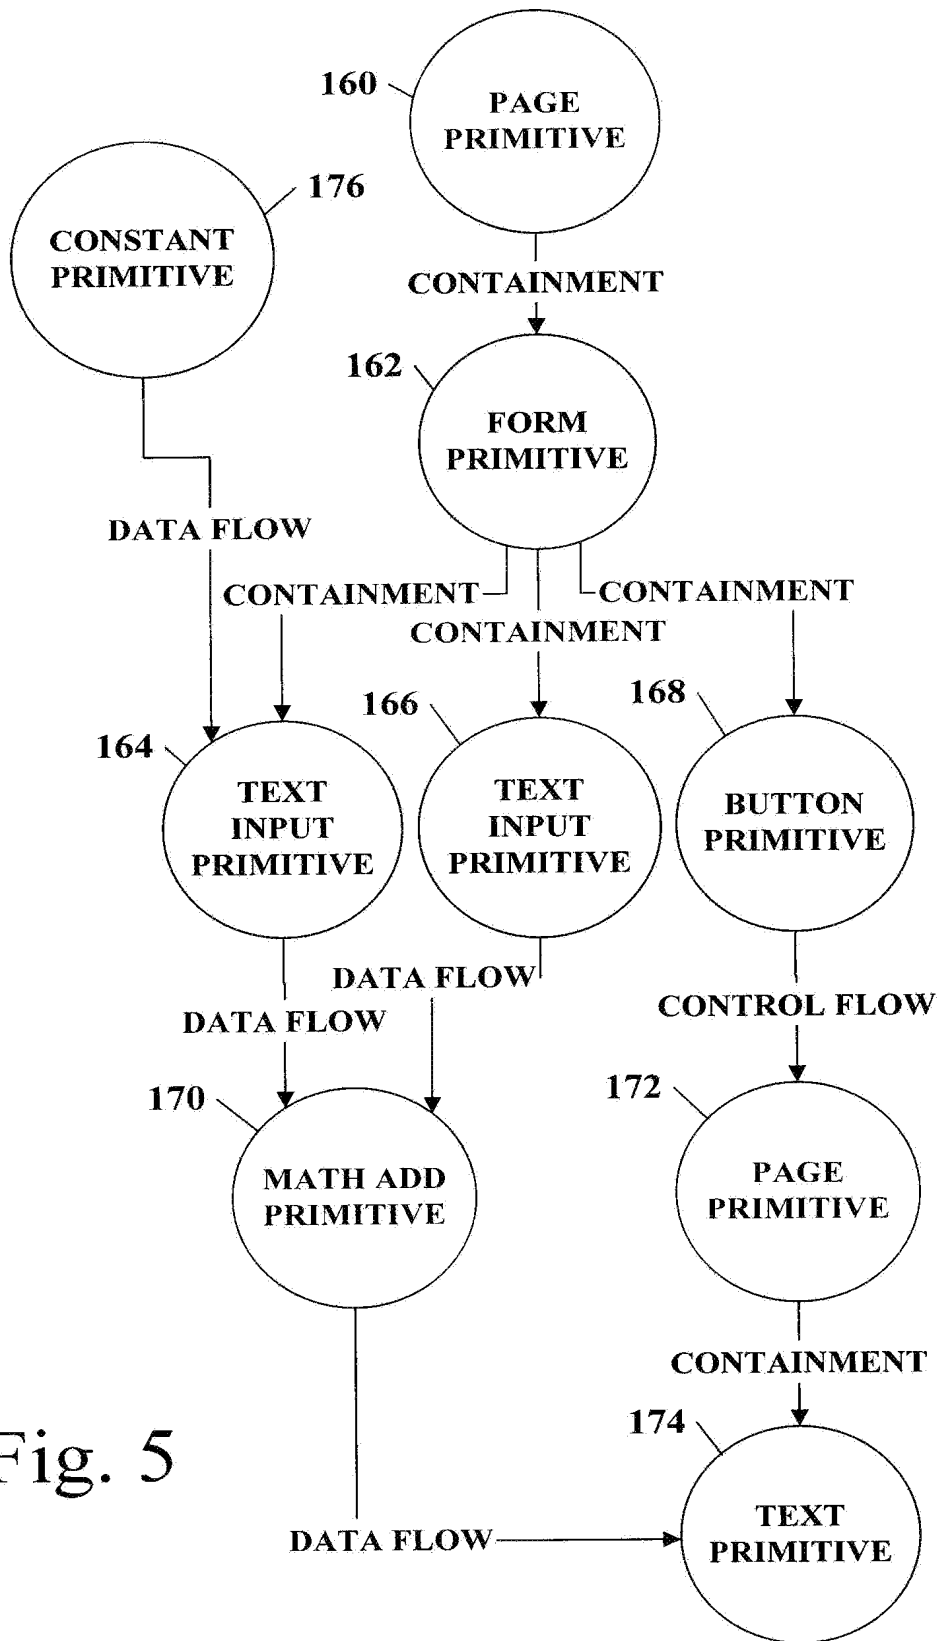 160
PAGE
PRIMITIVE
176
CONSTANT
PRIMITIVE
CONTAINMENT
162
FORM
PRIMITIVE
DATA FLOW
CONTAINMENT
CONTAINMENT
CONTAINMENT
164
166
168
TEXT
INPUT
PRIMITIVE
TEXT
INPUT
PRIMITIVE
BUTTON
PRIMITIVE
DATA FLOW
DATA FLOW
CONTROL FLOW
170
172
MATH ADD
PRIMITIVE
PAGE
PRIMITIVE
CONTAINMENT
174
Fig. 5
TEXT
PRIMITIVE
DATA FLOW